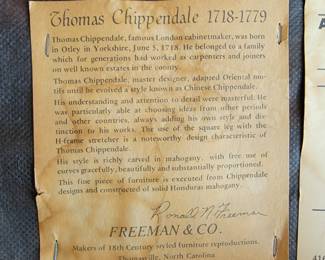 Thomas Chippendale 1718-1779
Thomas Chippendale, famous London cabinetmaker, was born
in Otley in Yorkshire, June 5, 1718. He belonged to a family
which for generations had worked as carpenters and joiners
on well known estates in the county.
Thomas Chippendale, master designer, adapted Oriental mo-
tifs until he evolved a style known as Chinese Chippendale.
His understanding and attention to detail were masterful. He
was particularly able at choosing ideas from other periods
and other countries, always adding his own style and dis-
tinction to his works. The use of the square leg with the
H-frame stretcher is a noteworthy design characteristic of
Thomas Chippendale.
His style is richly carved in mahogany, with free use of
curves gracefully, beautifully and substantially proportioned.
This fine piece of furniture is executed from Chippendale
designs and constructed of solid Honduras mahogany.
Ronald N. Freeman
FREEMAN & CO.
Makers of 18th Century styled furniture reproductions.
Thomasville, North Carolina
A
414